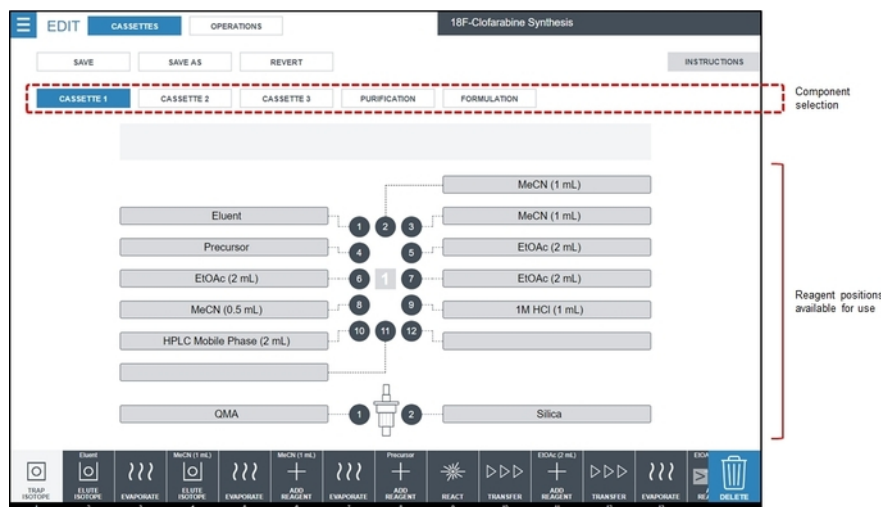 EDIT CASSETTES OPERATIONS 18F-Clofarabine Synthesis
SAVE SAVE AS REVERT INSTRUCTIONS
CASSETTE 1 CASSETTE 2 CASSETTE 3 PURIFICATION FORMULATION
Component
selection
MeCN (1 mL)
Eluent 1 2 3 MeCN (1 mL)
Precursor 4 5 EtOAc (2 mL)
EtOAc (2 mL) 6 1 7 EtOAc (2 mL)
MeCN (0.5 mL) 8 9 1M HCl (1 mL)
Reagent positions
available for use
HPLC Mobile Phase (2 mL) 10 11 12
QMA 1 2 Silica
Eluent MeCN (1 mL) MeCN (1 mL) Precursor EtOAc (2 mL)
TRAP ISOTOPE
ELUTE ISOTOPE
EVAPORATE
ELUTE ISOTOPE
EVAPORATE
ADD REAGENT
EVAPORATE
ADD REAGENT
REACT
TRANSFER
ADD REAGENT
TRANSFER
EVAPORATE
DELETE